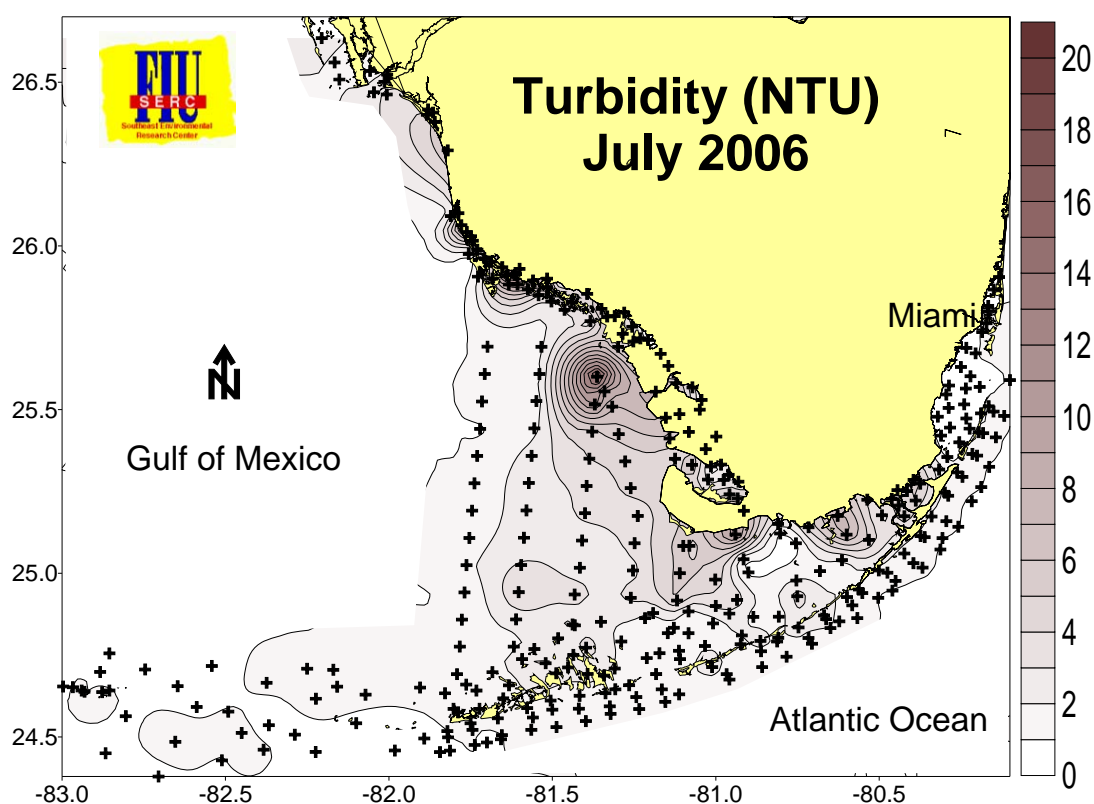 FIU
SERC
Southeast Environmental
Research Center
Turbidity (NTU)
July 2006
Miami
N
Gulf of Mexico
Atlantic Ocean
26.5
26.0
25.5
25.0
24.5
-83.0
-82.5
-82.0
-81.5
-81.0
-80.5
20
18
16
14
12
10
8
6
4
2
0